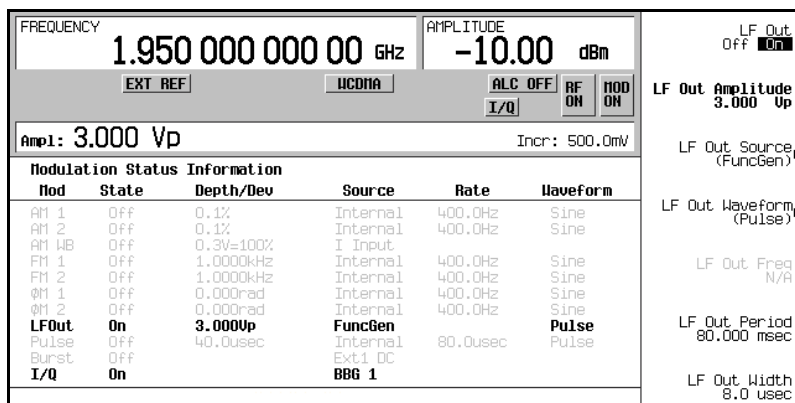 FREQUENCY
1.950 000 000 00 GHz
AMPLITUDE
-10.00 dBm
EXT REF
WCDMA
ALC OFF
I/Q
RF ON
MOD ON
Ampl: 3.000 Vp
Incr: 500.0mV
Modulation Status Information
Mod State Depth/Dev Source Rate Waveform
AM 1 Off 0.1% Internal 400.0Hz Sine
AM 2 Off 0.1% Internal 400.0Hz Sine
AM WB Off 0.3V=100% I Input
FM 1 Off 1.0000kHz Internal 400.0Hz Sine
FM 2 Off 1.0000kHz Internal 400.0Hz Sine
ΦM 1 Off 0.000rad Internal 400.0Hz Sine
ΦM 2 Off 0.000rad Internal 400.0Hz Sine
LFOut On 3.000Vp FuncGen Pulse
Pulse Off 40.0usec Internal 80.0usec Pulse
Burst Off Ext1 DC
I/Q On BBG 1
LF Out
Off On
LF Out Amplitude
3.000 Vp
LF Out Source
(FuncGen)
LF Out Waveform
(Pulse)
LF Out Freq
N/A
LF Out Period
80.000 msec
LF Out Width
8.0 usec